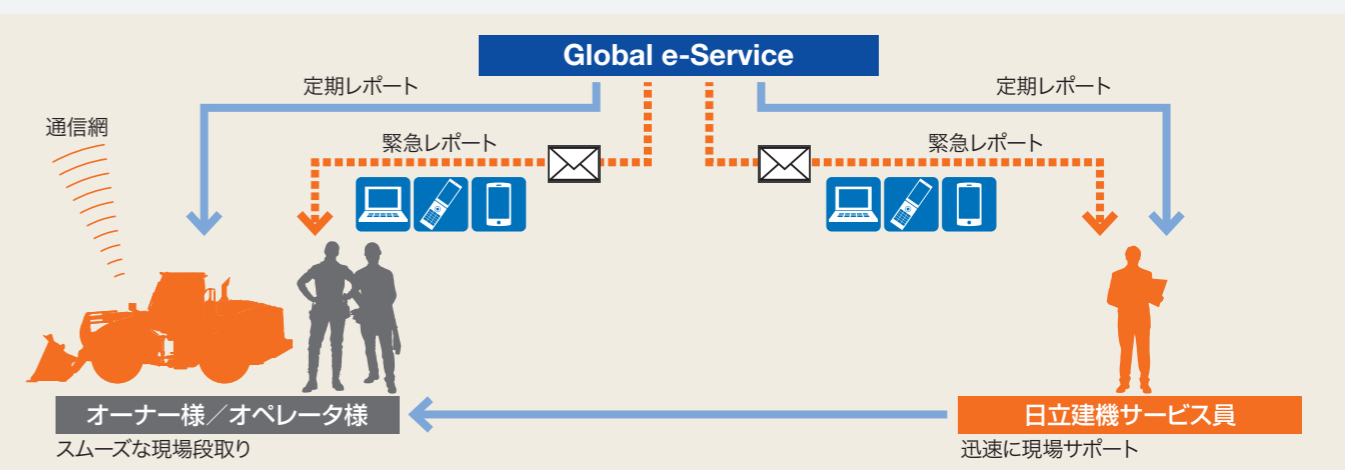 Global e-Service
定期レポート
定期レポート
通信網
緊急レポート
緊急レポート
オーナー様／オペレータ様
日立建機サービス員
スムーズな現場段取り
迅速に現場サポート